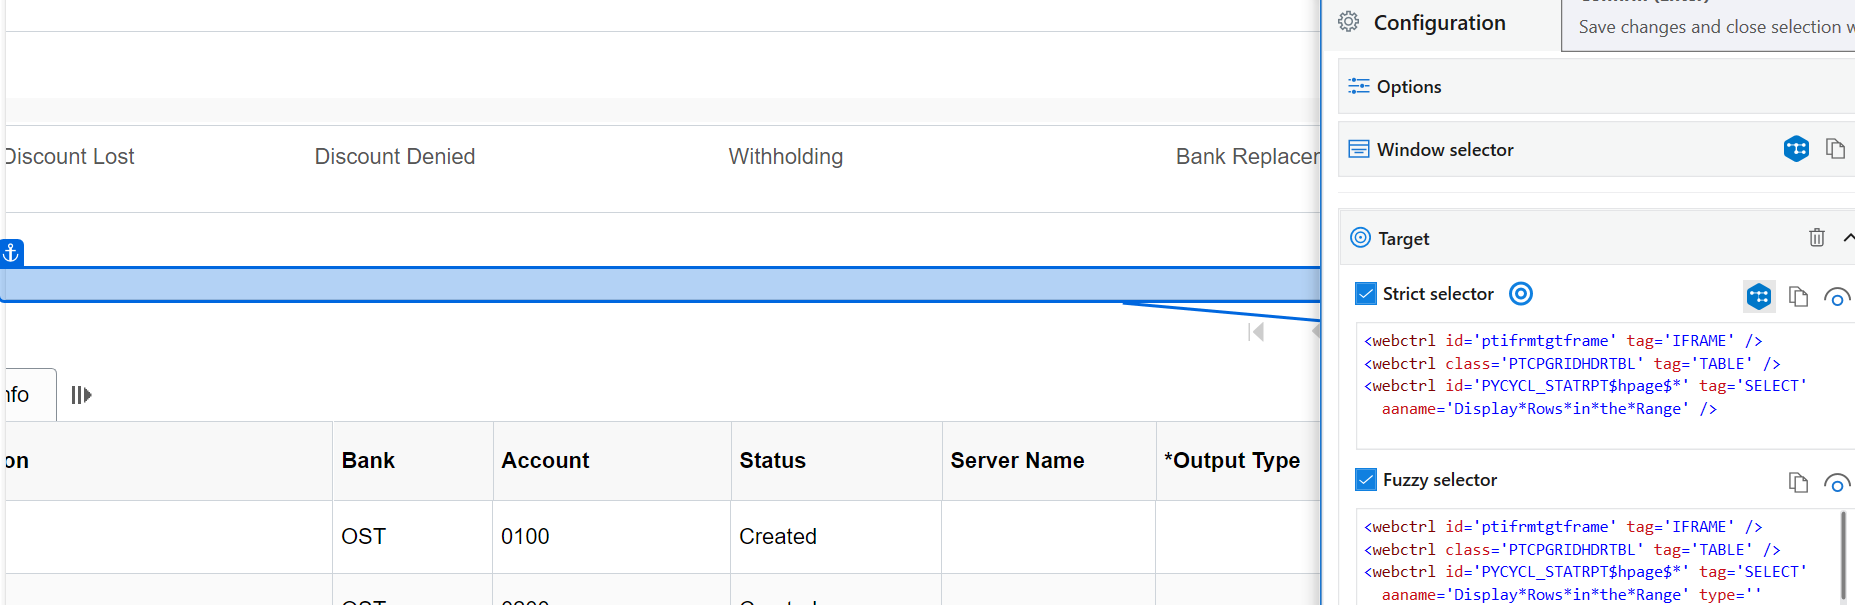 Configuration
Save changes and close selection
Options
Discount Lost
Discount Denied
Withholding
Window selector
Target
Strict selector
<webctrl id='ptifrmtgtframe' tag='IFRAME' />
<webctrl class='PTCPGRIDHDRTBL' tag='TABLE' />
<webctrl id='PYCYCL_STATRPT$hpage$*' tag='SELECT'
aaname='Display*Rows*in*the*Range' />
nfo
on
Bank
Account
Status
Server Name
*Output Type
Fuzzy selector
OST
0100
Created
<webctrl id='ptifrmtgtframe' tag='IFRAME' />
<webctrl class='PTCPGRIDHDRTBL' tag='TABLE' />
<webctrl id='PYCYCL_STATRPT$hpage$*' tag='SELECT'
aaname='Display*Rows*in*the*Range' type=''